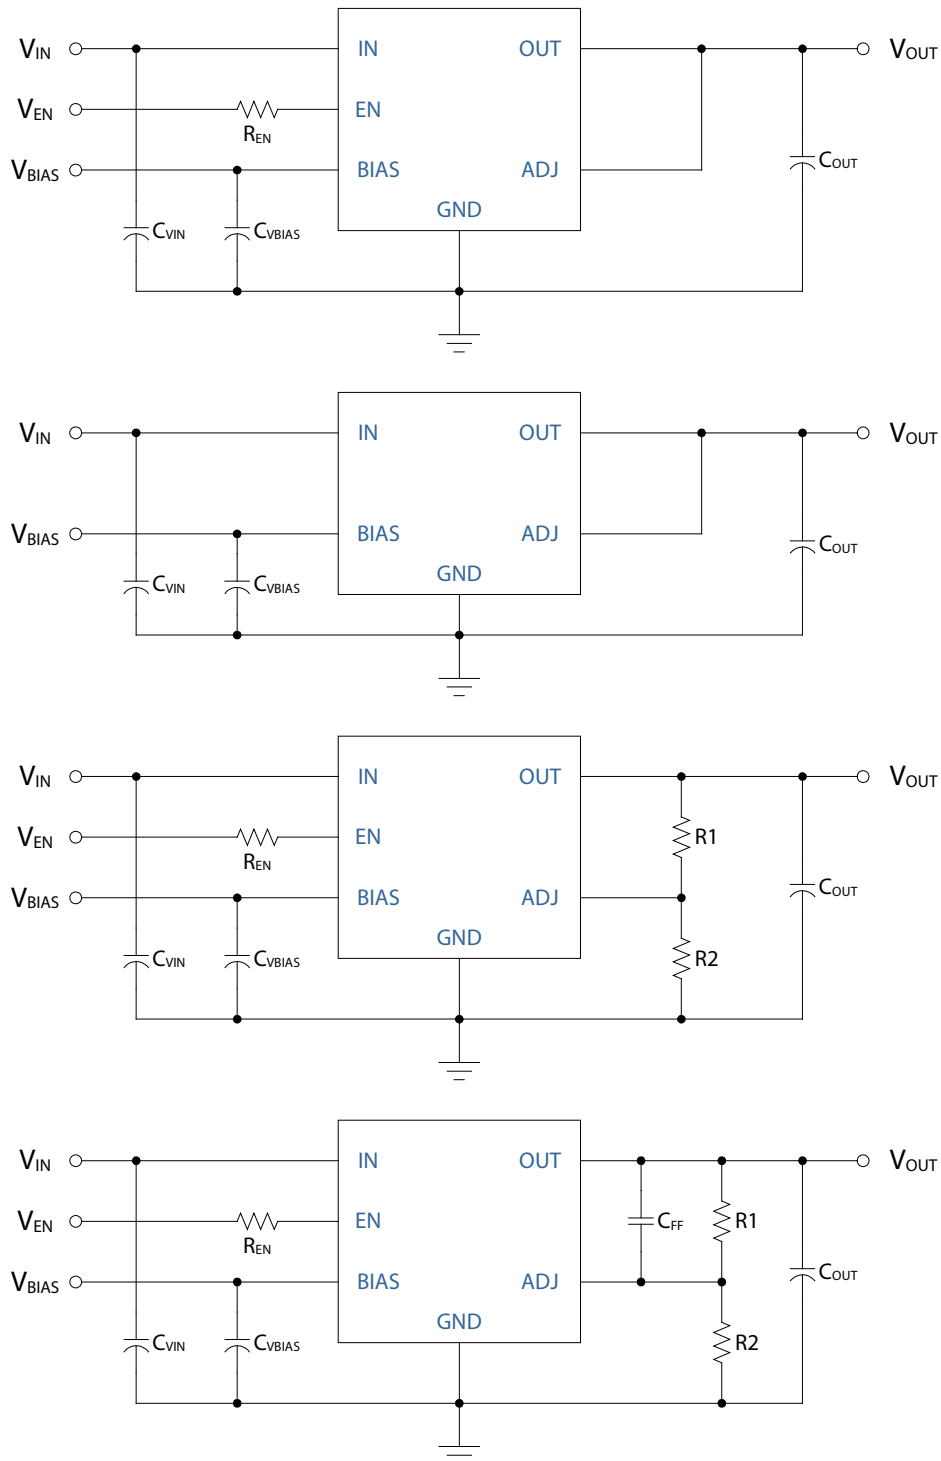 VIN IN OUT VOUT
VEN REN EN
VBIAS BIAS ADJ COUT
GND
CVIN CVBIAS
VIN IN OUT VOUT
VBIAS BIAS ADJ COUT
GND
CVIN CVBIAS
VIN IN OUT VOUT
VEN REN EN R1
VBIAS BIAS ADJ COUT
GND
CVIN CVBIAS R2
VIN IN OUT VOUT
VEN REN EN CFF R1
VBIAS BIAS ADJ COUT
GND
CVIN CVBIAS R2